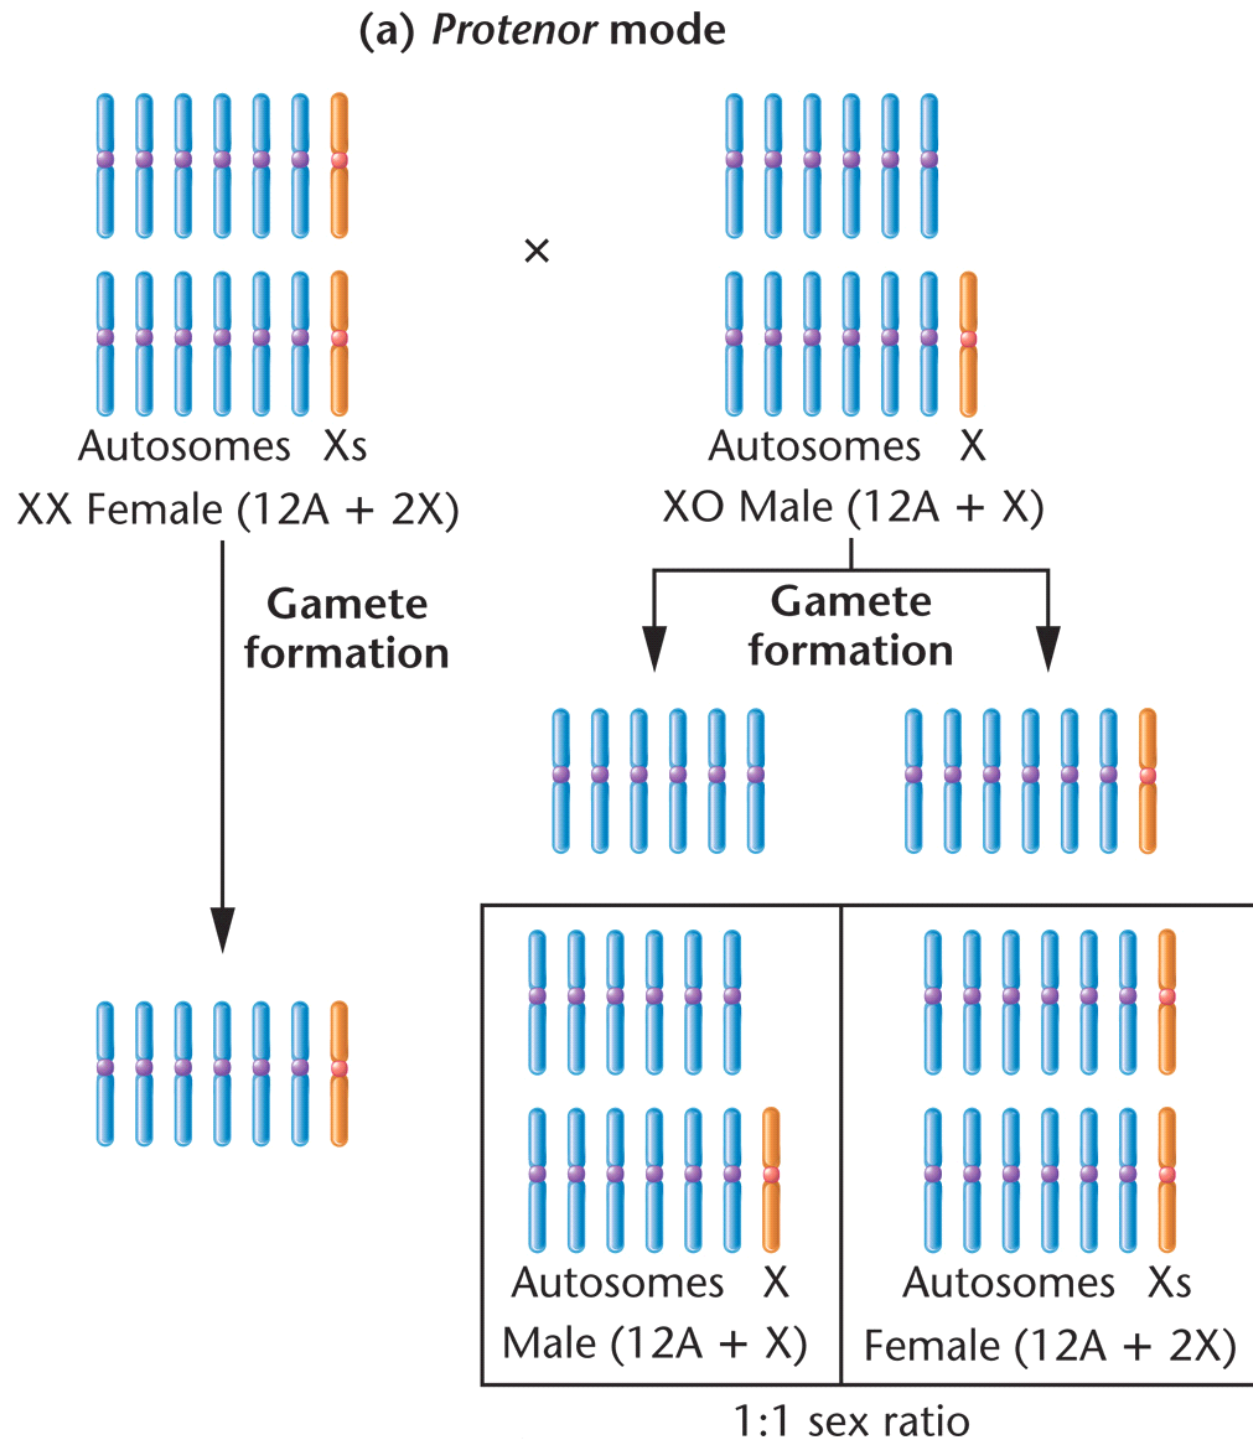 (a) Protenor mode
×
Autosomes Xs
XX Female (12A + 2X)
Autosomes X
XO Male (12A + X)
Gamete
formation
Gamete
formation
Autosomes X
Male (12A + X)
Autosomes Xs
Female (12A + 2X)
1:1 sex ratio